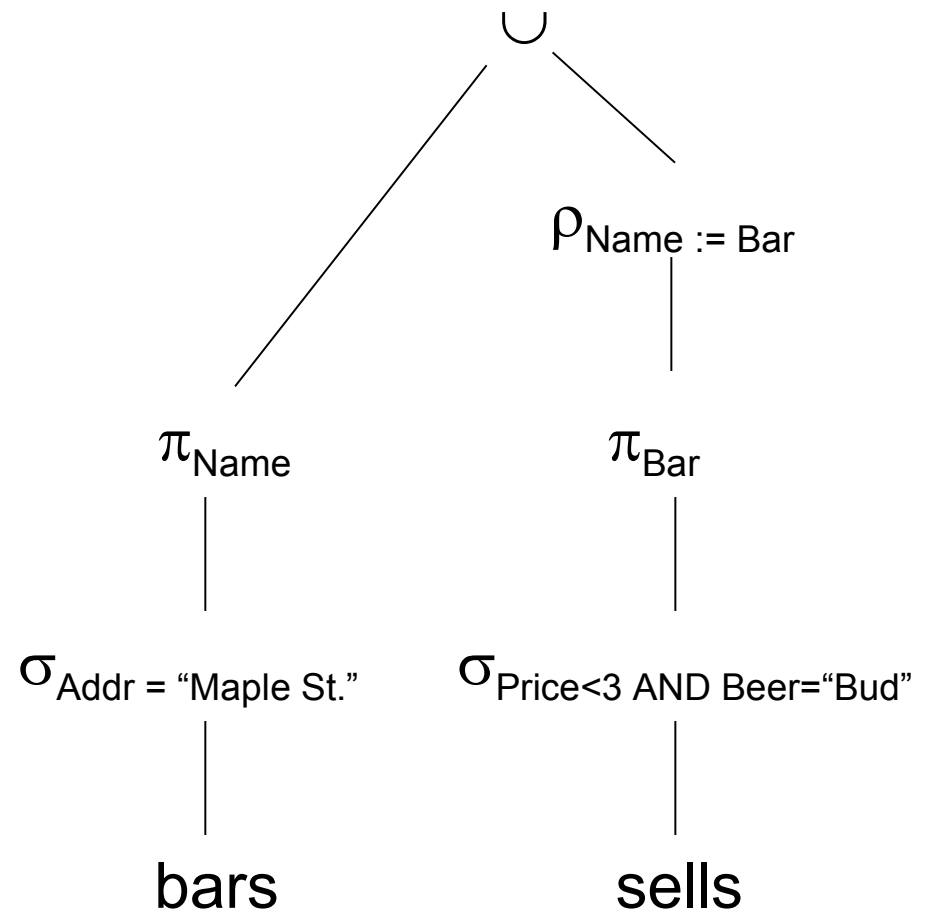 ∪
ρName := Bar
πName
πBar
σAddr = “Maple St.”
σPrice<3 AND Beer=“Bud”
bars
sells